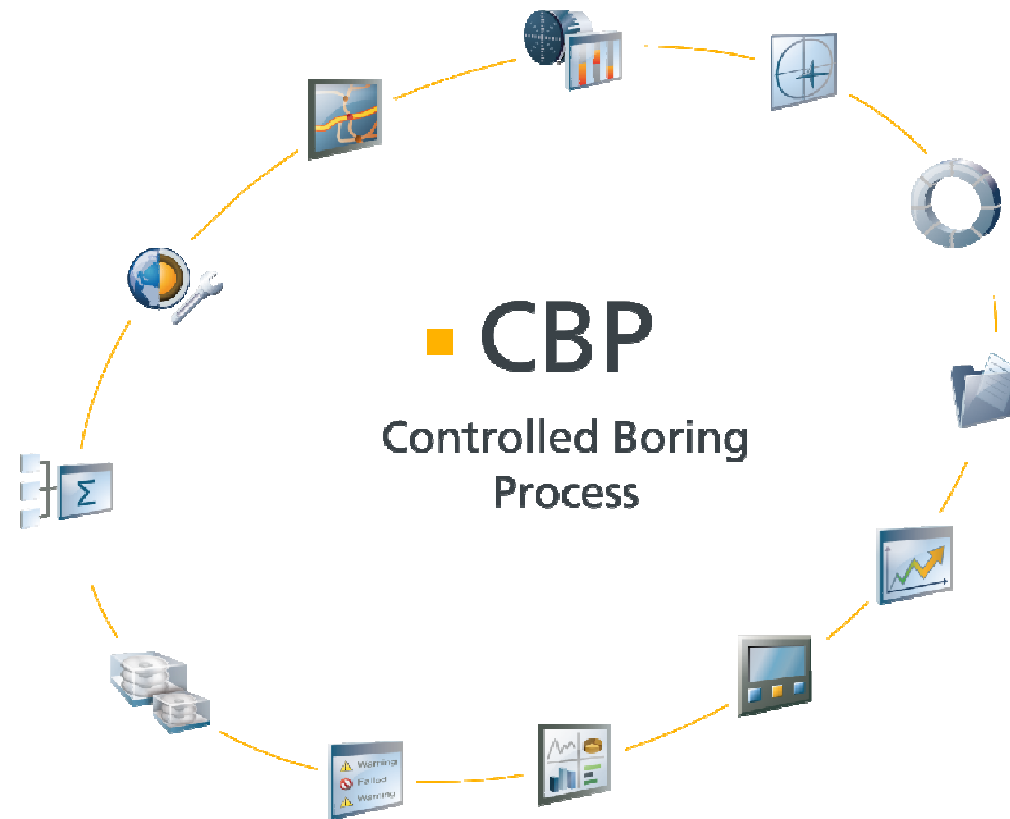 CBP
Controlled Boring
Process
Σ
Warning
Failed
Warning